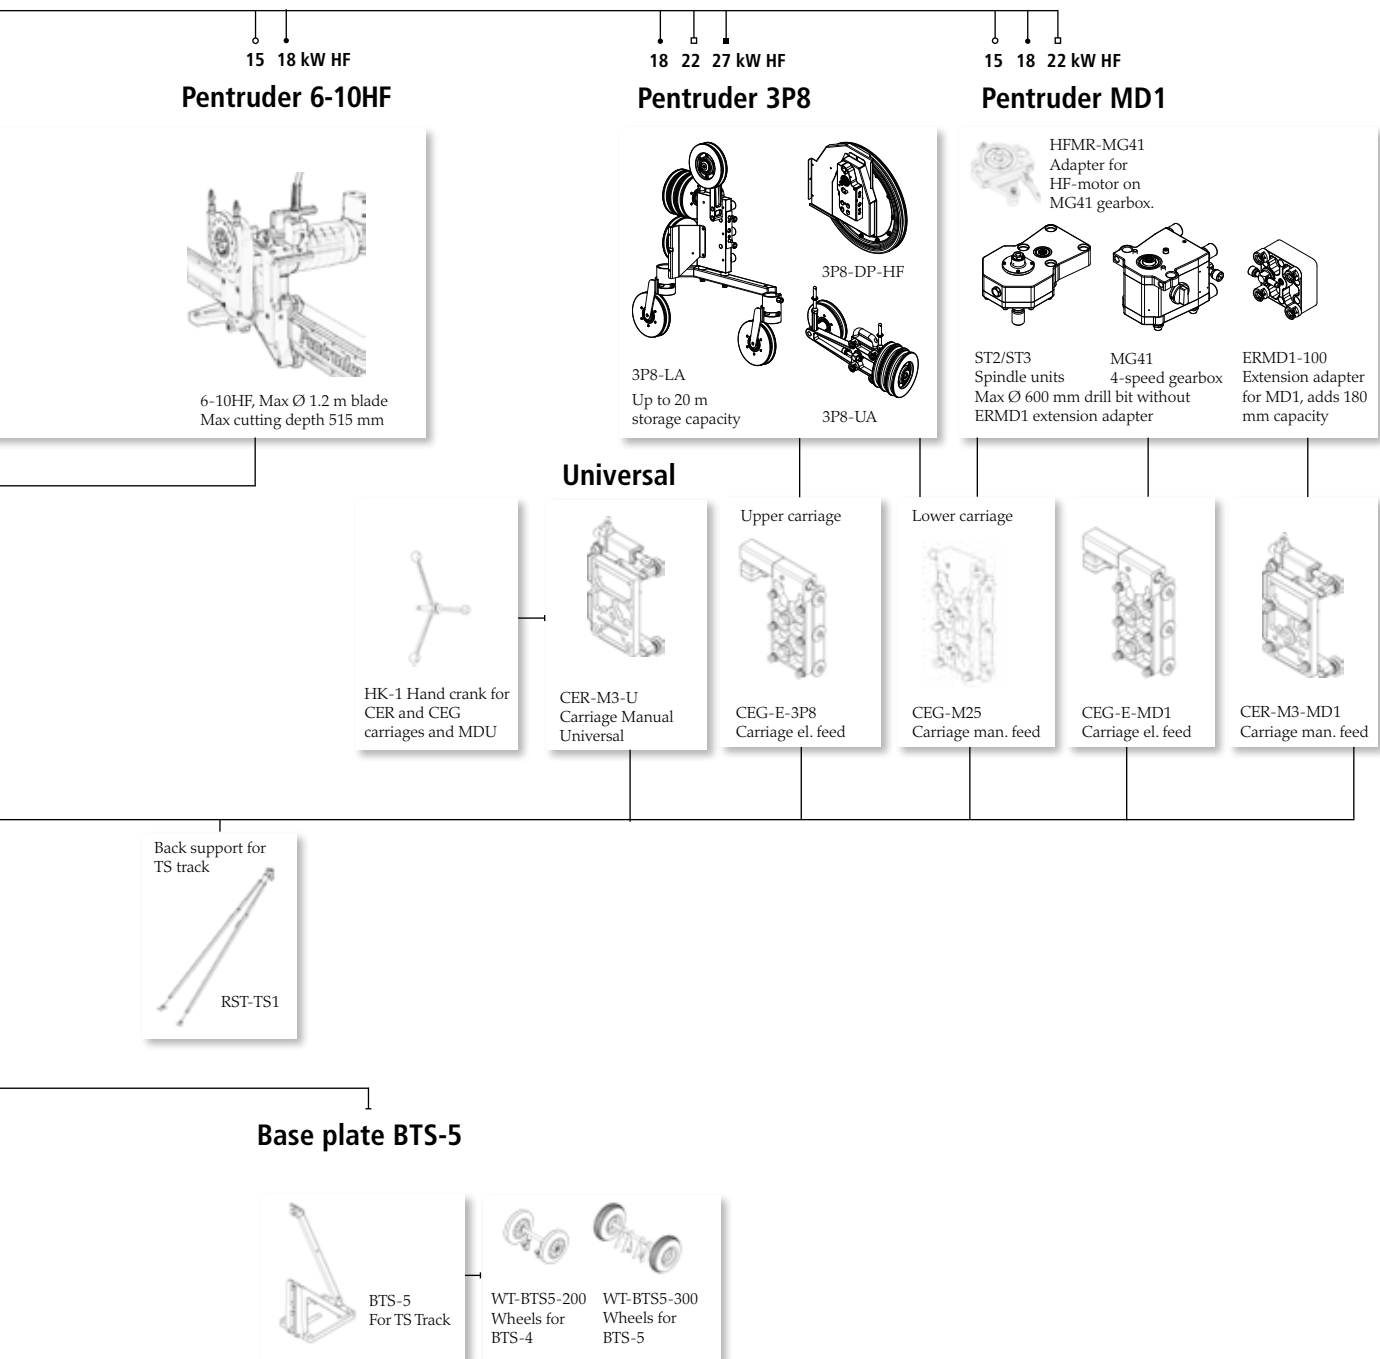 15 18 kW HF
18 22 27 kW HF
15 18 22 kW HF
Pentruder 6-10HF
Pentruder 3P8
Pentruder MD1
6-10HF, Max Ø 1.2 m blade
Max cutting depth 515 mm
3P8-DP-HF
3P8-LA
Up to 20 m
storage capacity
3P8-UA
HFMR-MG41
Adapter for
HF-motor on
MG41 gearbox.
ST2/ST3
Spindle units
Max Ø 600 mm drill bit without
ERMD1 extension adapter
MG41
4-speed gearbox
ERMD1-100
Extension adapter
for MD1, adds 180
mm capacity
Universal
HK-1 Hand crank for
CER and CEG
carriages and MDU
CER-M3-U
Carriage Manual
Universal
Upper carriage
CEG-E-3P8
Carriage el. feed
Lower carriage
CEG-M25
Carriage man. feed
CEG-E-MD1
Carriage el. feed
CER-M3-MD1
Carriage man. feed
Back support for
TS track
RST-TS1
Base plate BTS-5
BTS-5
For TS Track
WT-BTS5-200
Wheels for
BTS-4
WT-BTS5-300
Wheels for
BTS-5